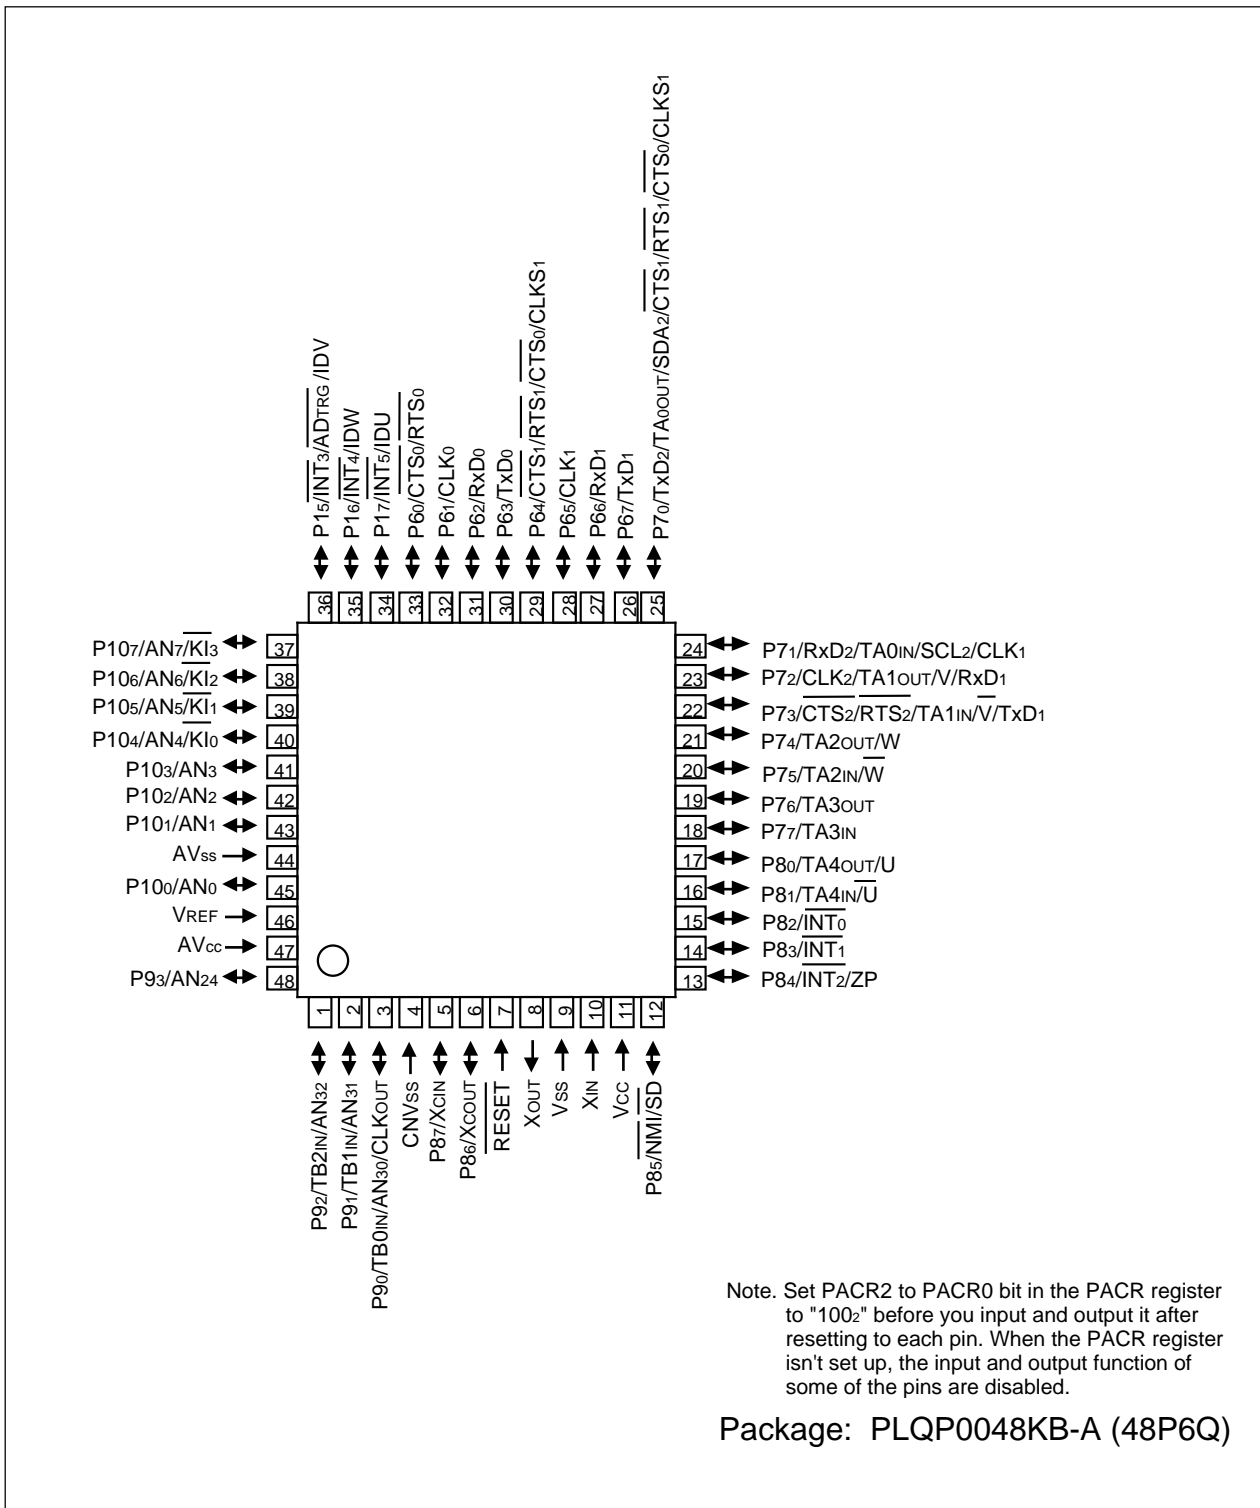 P15/INT3/ADTRG /IDV
P16/INT4/IDW
P17/INT5/IDU
P60/CTS0/RTS0
P61/CLK0
P62/RxD0
P63/TxD0
P64/CTS1/RTS1/CTS0/CLKS1
P65/CLK1
P66/RxD1
P67/TxD1
P70/TxD2/TA0OUT/SDA2/CTS1/RTS1/CTS0/CLKS1
36
35
34
33
32
31
30
29
28
27
26
25
P107/AN7/KI3
37
P106/AN6/KI2
38
P105/AN5/KI1
39
P104/AN4/KI0
40
P103/AN3
41
P102/AN2
42
P101/AN1
43
AVss
44
P100/AN0
45
VREF
46
AVcc
47
P93/AN24
48
24
P71/RxD2/TA0IN/SCL2/CLK1
23
P72/CLK2/TA1OUT/V/RxD1
22
P73/CTS2/RTS2/TA1IN/V/TxD1
21
P74/TA2OUT/W
20
P75/TA2IN/W
19
P76/TA3OUT
18
P77/TA3IN
17
P80/TA4OUT/U
16
P81/TA4IN/U
15
P82/INT0
14
P83/INT1
13
P84/INT2/ZP
1
2
3
4
5
6
7
8
9
10
11
12
P92/TB2IN/AN32
P91/TB1IN/AN31
P90/TB0IN/AN30/CLKOUT
CNVss
P87/XCIN
P86/XCOUT
RESET
XOUT
Vss
XIN
Vcc
P85/NMI/SD
Note. Set PACR2 to PACR0 bit in the PACR register
to "1002" before you input and output it after
resetting to each pin. When the PACR register
isn't set up, the input and output function of
some of the pins are disabled.
Package: PLQP0048KB-A (48P6Q)